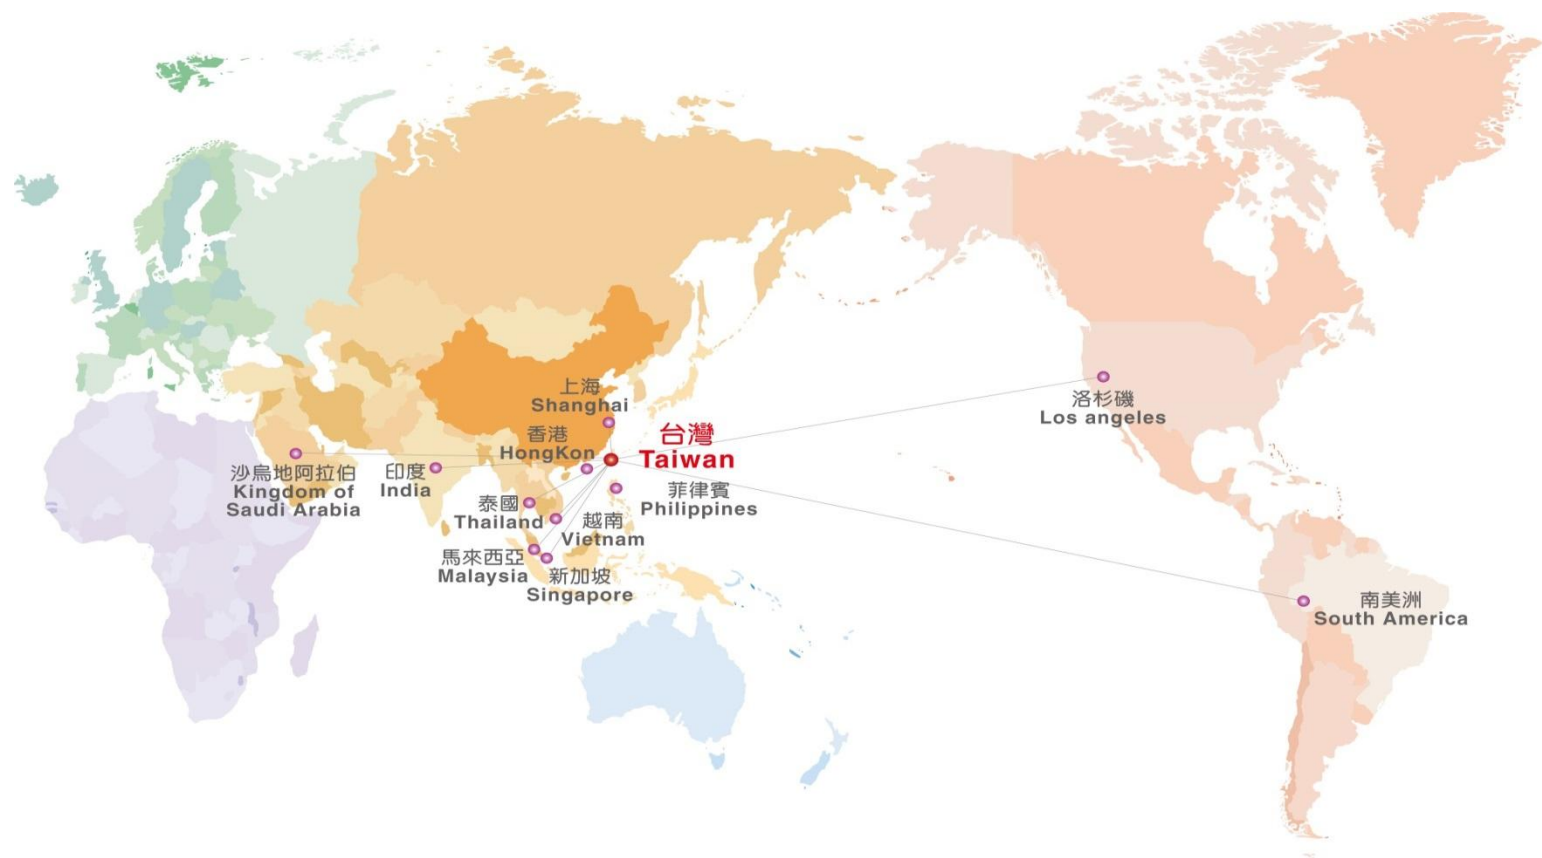 上海
Shanghai
香港
HongKon
台灣
Taiwan
洛杉磯
Los angeles
沙烏地阿拉伯
Kingdom of
Saudi Arabia
印度
India
泰國
Thailand
菲律賓
Philippines
越南
Vietnam
馬來西亞
Malaysia
新加坡
Singapore
南美洲
South America